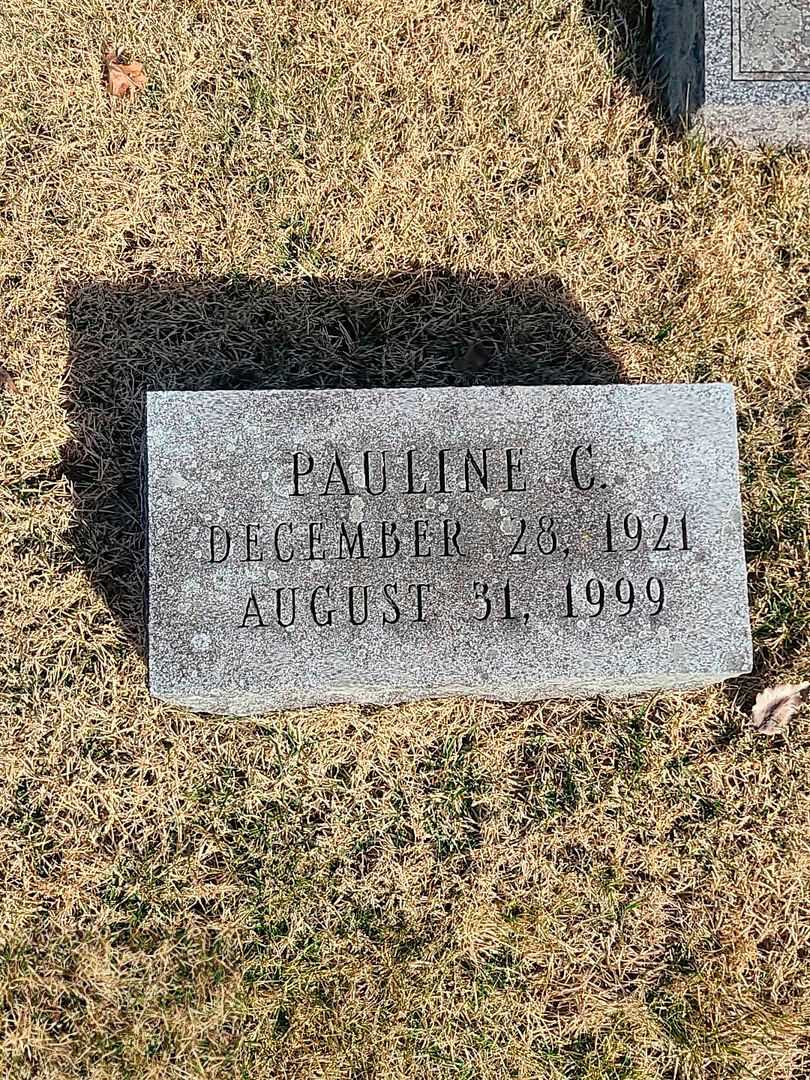 PAULINE C.
DECEMBER 28, 1921
AUGUST 31, 1999